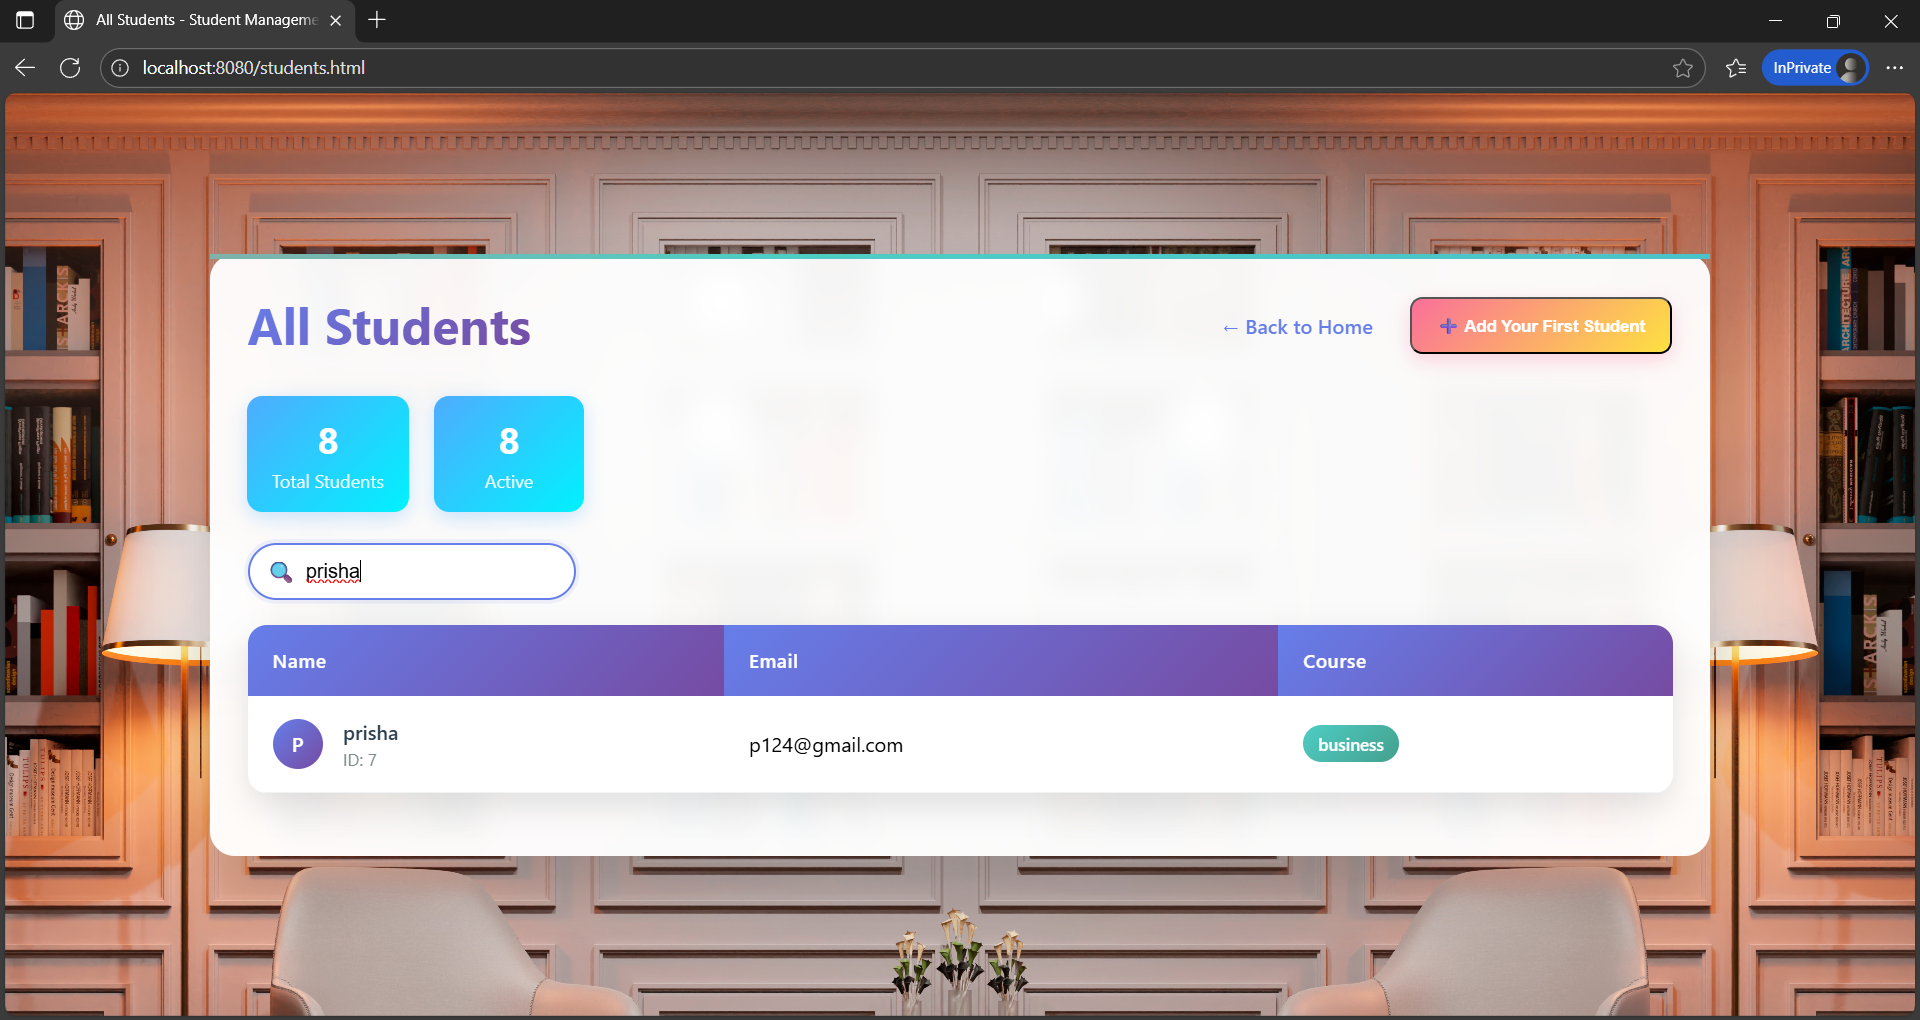 All Students - Student Manageme
localhost:8080/students.html
InPrivate
All Students
← Back to Home
➕ Add Your First Student
8
Total Students
8
Active
prisha
Name Email Course
P
prisha
ID: 7
p124@gmail.com
business
ARCHITECTURE